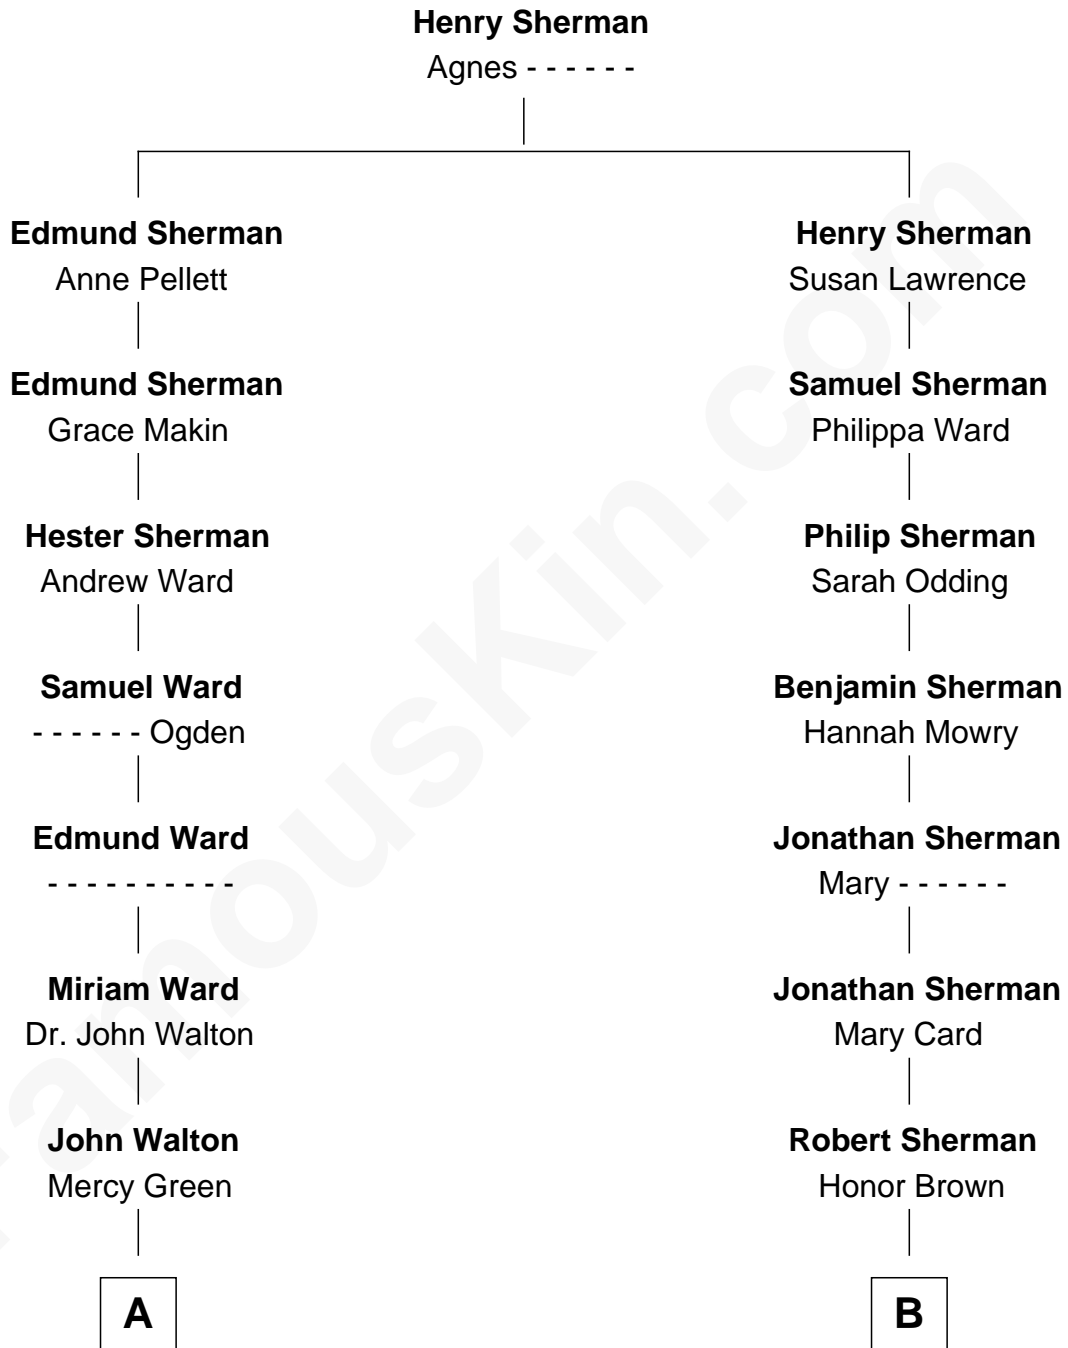 Henry Sherman
Agnes - - - - - -
Edmund Sherman
Anne Pellett
Henry Sherman
Susan Lawrence
Edmund Sherman
Grace Makin
Samuel Sherman
Philippa Ward
Hester Sherman
Andrew Ward
Philip Sherman
Sarah Odding
Samuel Ward
- - - - - - Ogden
Benjamin Sherman
Hannah Mowry
Edmund Ward
- - - - - - - - - -
Jonathan Sherman
Mary - - - - - -
Miriam Ward
Dr. John Walton
Jonathan Sherman
Mary Card
John Walton
Mercy Green
Robert Sherman
Honor Brown
A
B
FamousKin.com